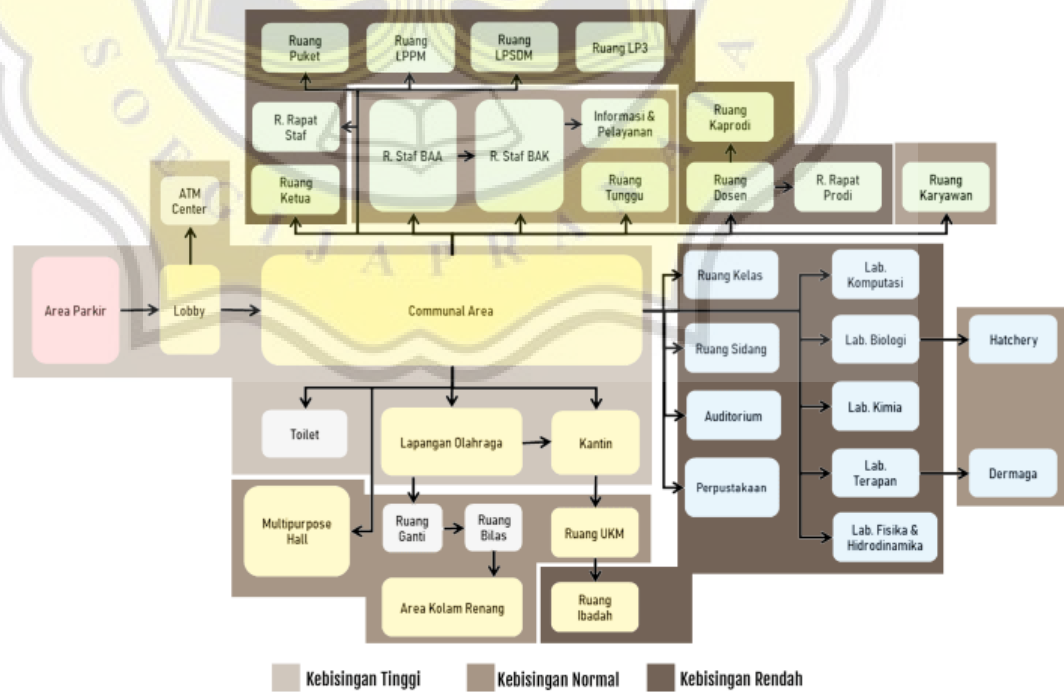 Ruang
Puket
Ruang
LPPM
Ruang
LPSDM
Ruang LP3
R. Rapat
Staf
R. Staf BAA
R. Staf BAK
Informasi &
Pelayanan
Ruang
Kaprodi
Ruang
Ketua
Ruang
Tunggu
Ruang
Dosen
R. Rapat
Prodi
Ruang
Karyawan
ATM
Center
SOEGIJAPRANATA
Area Parkir
Lobby
Communal Area
Ruang Kelas
Lab.
Komputasi
Ruang Sidang
Lab. Biologi
Hatchery
Auditorium
Lab. Kimia
Toilet
Lapangan Olahraga
Kantin
Perpustakaan
Lab.
Terapan
Dermaga
Multipurpose
Hall
Ruang
Ganti
Ruang
Bilas
Ruang UKM
Lab. Fisika &
Hidrodinamika
Area Kolam Renang
Ruang
Ibadah
Kebisingan Tinggi
Kebisingan Normal
Kebisingan Rendah